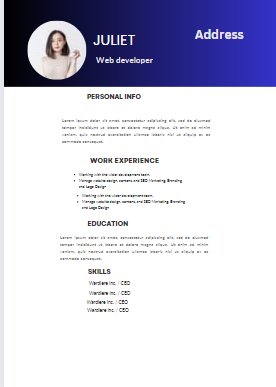 JULIET
Address
Web developer
PERSONAL INFO
Lorem ipsum dolor sit amet, consectetur adipiscing elit, sed do eiusmod
tempor incididunt ut labore et dolore magna aliqua. Ut enim ad minim
veniam, quis nostrud exercitation ullamco laboris nisi ut aliquip ex ea
commodo consequat.
WORK EXPERIENCE
Working with the wider development team.
Manage website design, content, and SEO Marketing, Branding
and Logo Design
Working with the wider development team.
Manage website design, content, and SEO Marketing, Branding
and Logo Design
EDUCATION
Lorem ipsum dolor sit amet, consectetur adipiscing elit, sed do eiusmod
tempor incididunt ut labore et dolore magna aliqua. Ut enim ad minim
veniam, quis nostrud exercitation ullamco laboris nisi ut aliquip ex ea
commodo consequat.
SKILLS
Wardiere Inc. / CEO
Wardiere Inc. / CEO
Wardiere Inc. / CEO
Wardiere Inc. / CEO